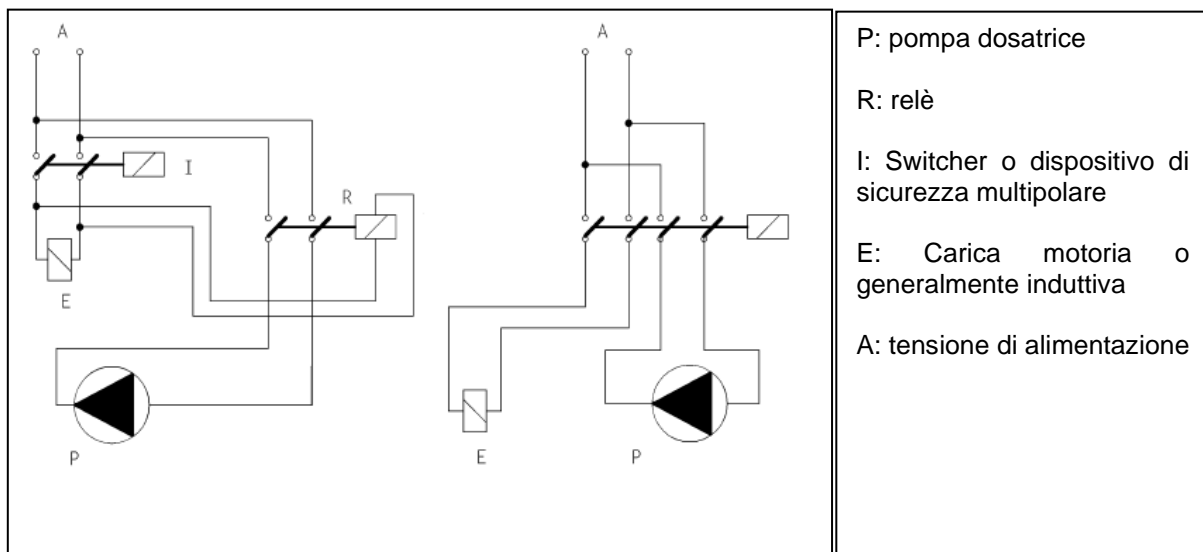 A
A
I
R
E
P
E
P
P: pompa dosatrice
R: relè
I: Switcher o dispositivo di
sicurezza multipolare
E: Carica motoria o
generalmente induttiva
A: tensione di alimentazione